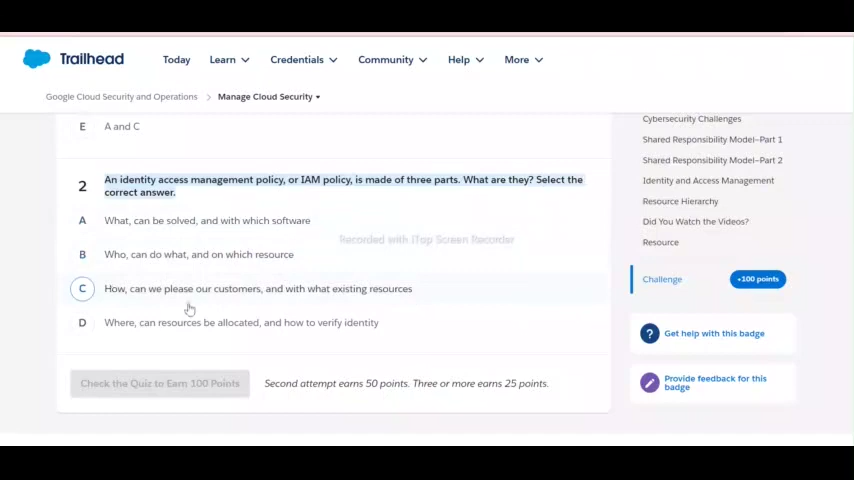 Trailhead Today Learn Credentials Community Help More
Google Cloud Security and Operations > Manage Cloud Security
E A and C
2 An identity access management policy, or IAM policy, is made of three parts. What are they? Select the
correct answer.
A What, can be solved, and with which software
Recorded with iTop Screen Recorder
B Who, can do what, and on which resource
C How, can we please our customers, and with what existing resources
D Where, can resources be allocated, and how to verify identity
Check the Quiz to Earn 100 Points Second attempt earns 50 points. Three or more earns 25 points.
Cybersecurity Challenges
Shared Responsibility Model–Part 1
Shared Responsibility Model–Part 2
Identity and Access Management
Resource Hierarchy
Did You Watch the Videos?
Resource
Challenge +100 points
? Get help with this badge
Provide feedback for this
badge